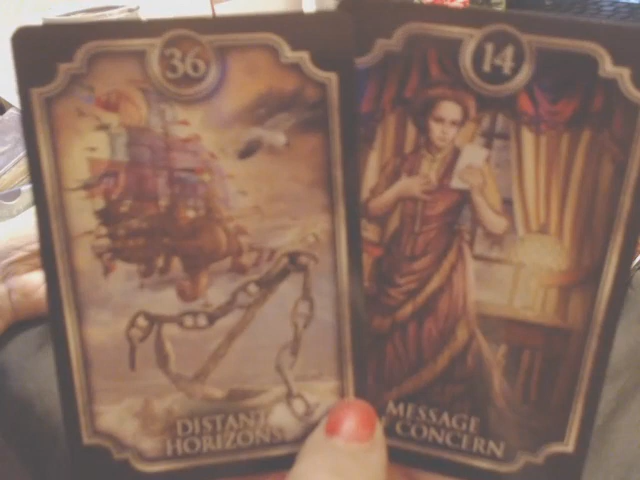 36
DISTANT
HORIZONS
14
MESSAGE
CONCERN